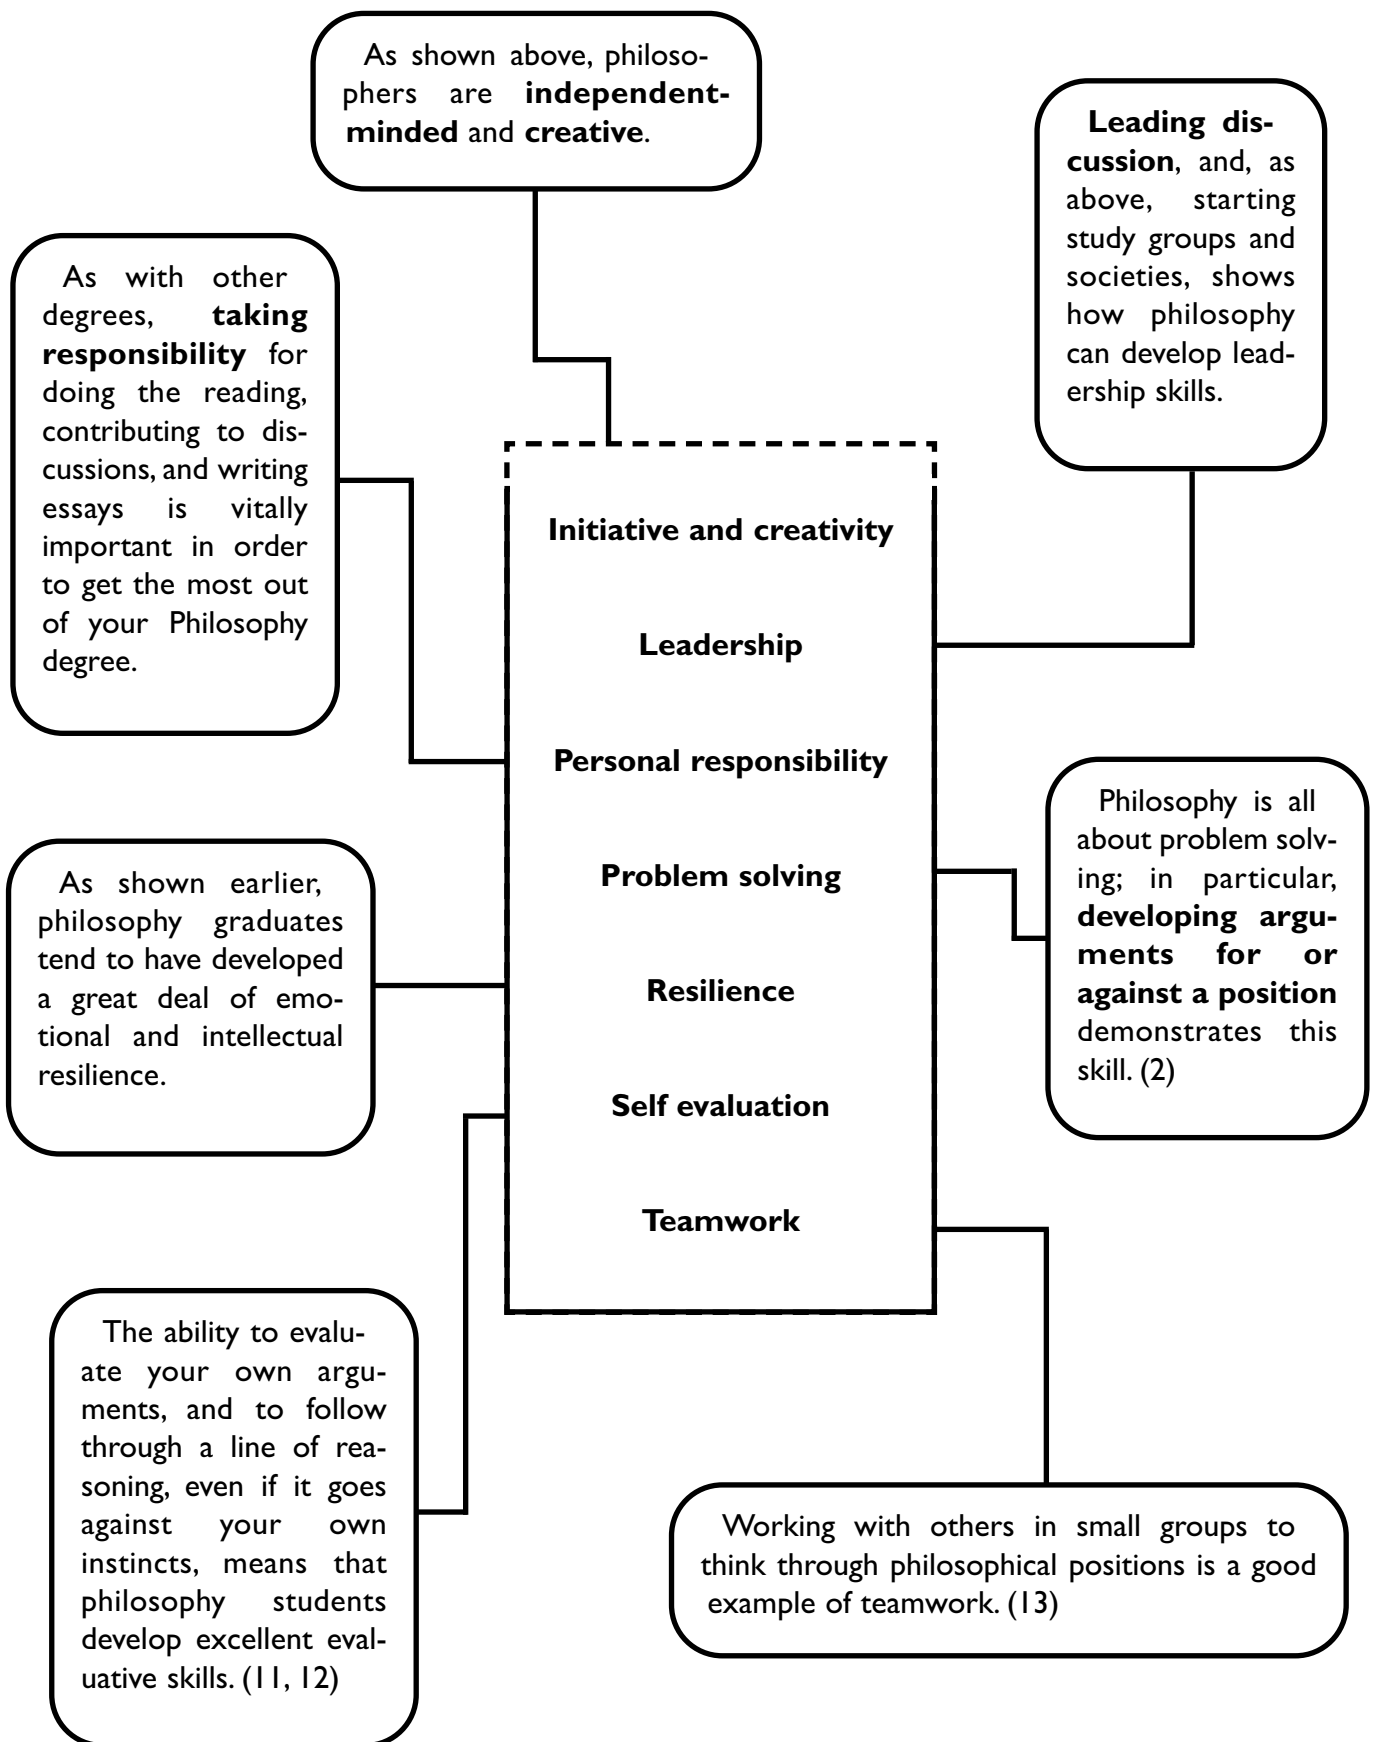 As shown above, philoso-
phers are independent-
minded and creative.
Leading dis-
cussion, and, as
above, starting
study groups and
societies, shows
how philosophy
can develop lead-
ership skills.
As with other
degrees, taking
responsibility for
doing the reading,
contributing to dis-
cussions, and writing
essays is vitally
important in order
to get the most out
of your Philosophy
degree.
Initiative and creativity
Leadership
Personal responsibility
Problem solving
Resilience
Self evaluation
Teamwork
Philosophy is all
about problem solv-
ing; in particular,
developing argu-
ments for or
against a position
demonstrates this
skill. (2)
As shown earlier,
philosophy graduates
tend to have developed
a great deal of emo-
tional and intellectual
resilience.
The ability to evalu-
ate your own argu-
ments, and to follow
through a line of rea-
soning, even if it goes
against your own
instincts, means that
philosophy students
develop excellent eval-
uative skills. (11, 12)
Working with others in small groups to
think through philosophical positions is a good
example of teamwork. (13)